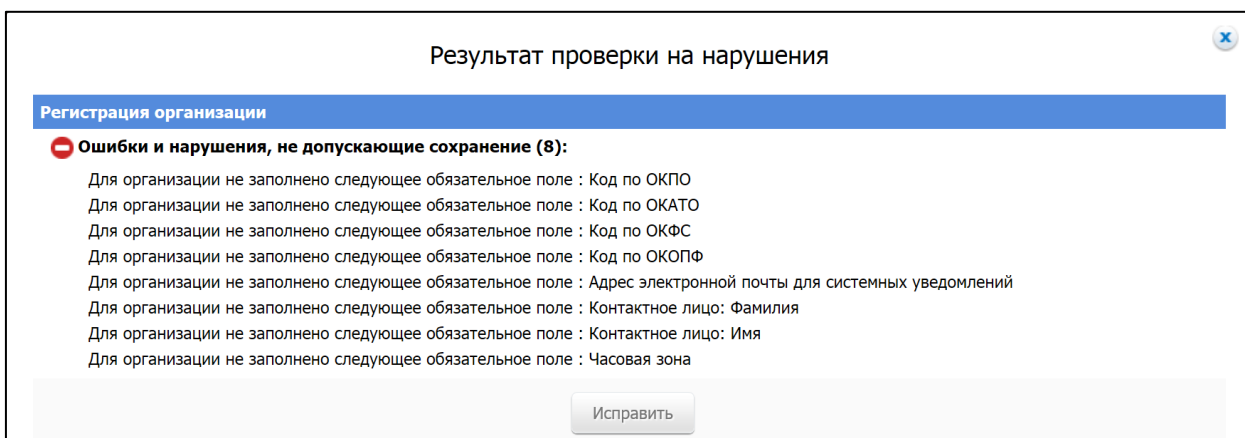 Результат проверки на нарушения
x
Регистрация организации
Ошибки и нарушения, не допускающие сохранение (8):
Для организации не заполнено следующее обязательное поле : Код по ОКПО
Для организации не заполнено следующее обязательное поле : Код по ОКАТО
Для организации не заполнено следующее обязательное поле : Код по ОКФС
Для организации не заполнено следующее обязательное поле : Код по ОКОПФ
Для организации не заполнено следующее обязательное поле : Адрес электронной почты для системных уведомлений
Для организации не заполнено следующее обязательное поле : Контактное лицо: Фамилия
Для организации не заполнено следующее обязательное поле : Контактное лицо: Имя
Для организации не заполнено следующее обязательное поле : Часовая зона
Исправить